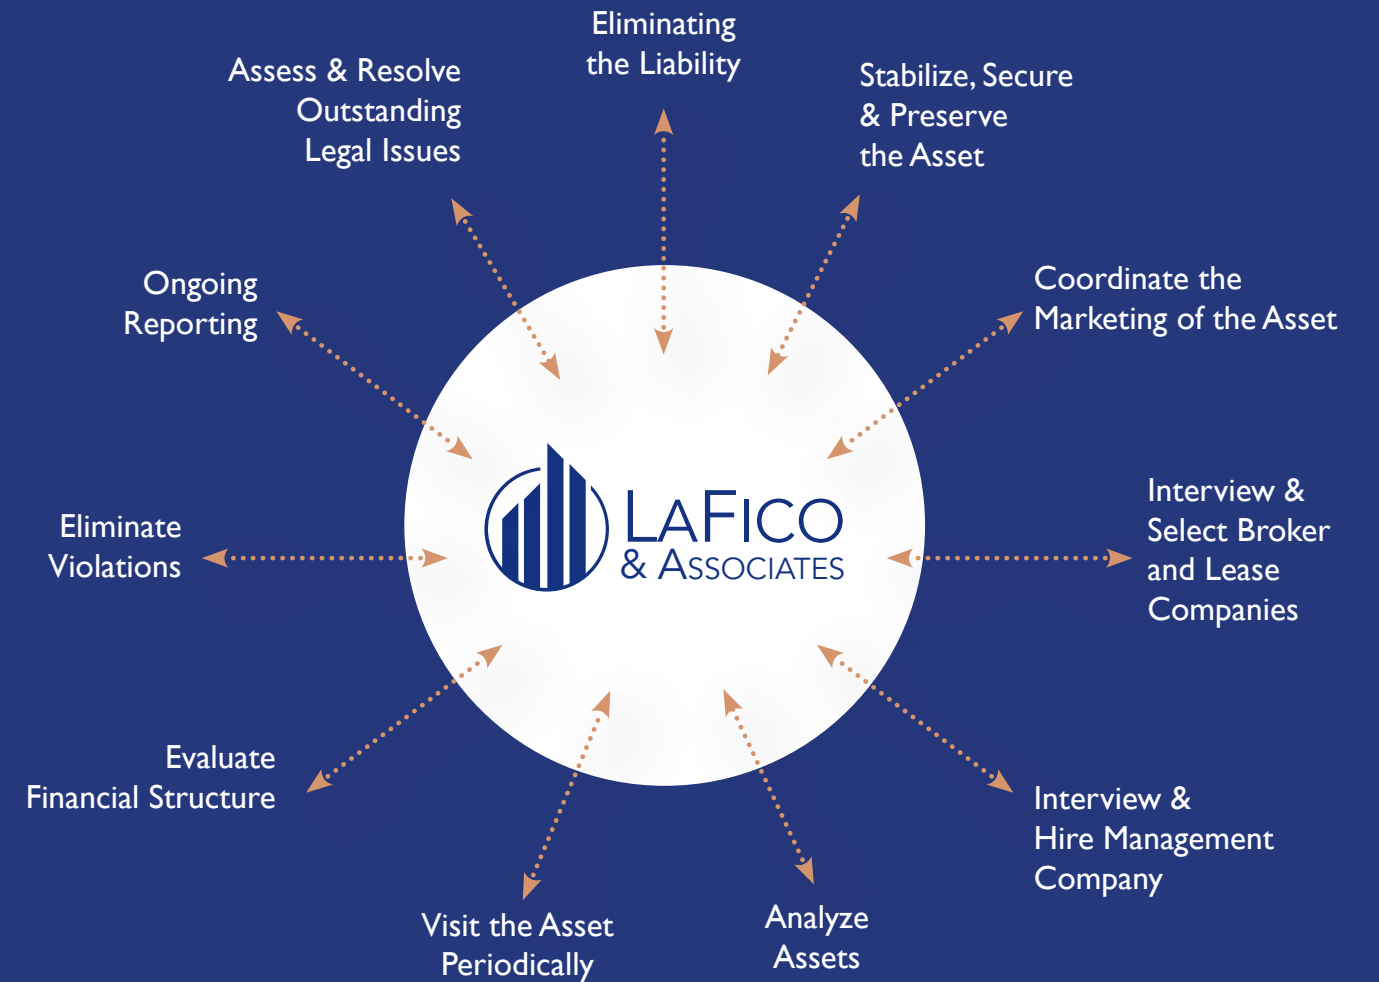 Eliminating
the Liability
Assess & Resolve
Outstanding
Legal Issues
Stabilize, Secure
& Preserve
the Asset
Ongoing
Reporting
Coordinate the
Marketing of the Asset
LAFICO
& ASSOCIATES
Eliminate
Violations
Interview &
Select Broker
and Lease
Companies
Evaluate
Financial Structure
Interview &
Hire Management
Company
Visit the Asset
Periodically
Analyze
Assets